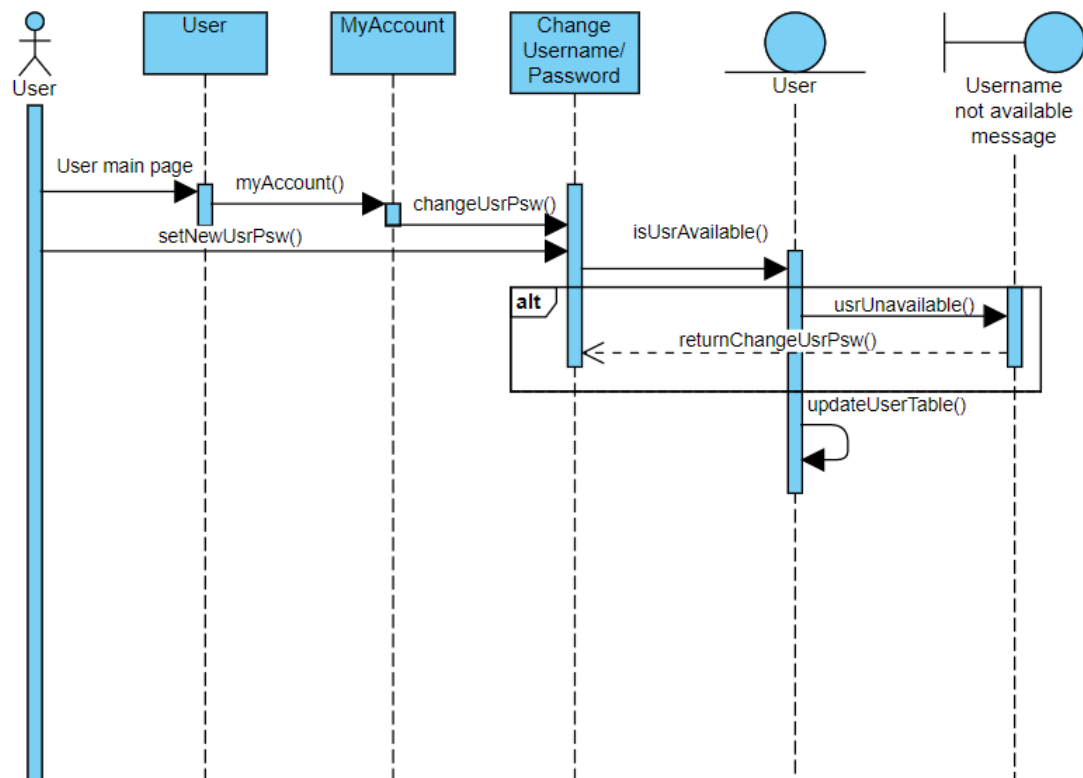 User
User
MyAccount
Change
Username/
Password
User
Username
not available
message
User main page
myAccount()
changeUsrPsw()
setNewUsrPsw()
isUsrAvailable()
alt
usrUnavailable()
returnChangeUsrPsw()
updateUserTable()